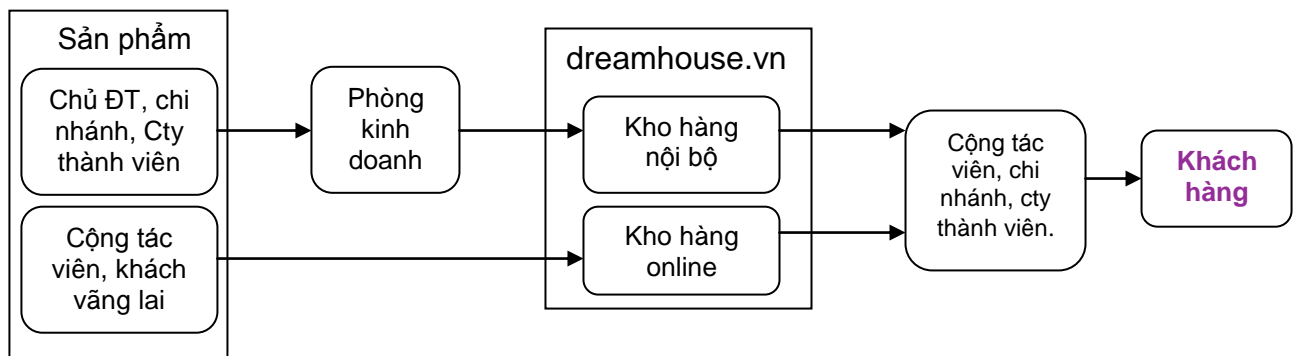 Sản phẩm
Chủ ĐT, chi
nhánh, Cty
thành viên
Cộng tác
viên, khách
vãng lai
Phòng
kinh
doanh
dreamhouse.vn
Kho hàng
nội bộ
Kho hàng
online
Cộng tác
viên, chi
nhánh, cty
thành viên.
Khách
hàng